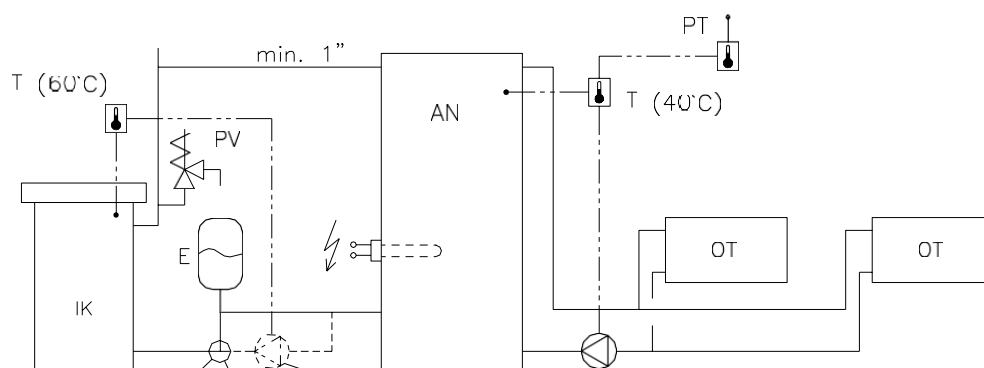 PT
min. 1”
T (60°C)
T (40°C)
AN
PV
E
OT
OT
IK